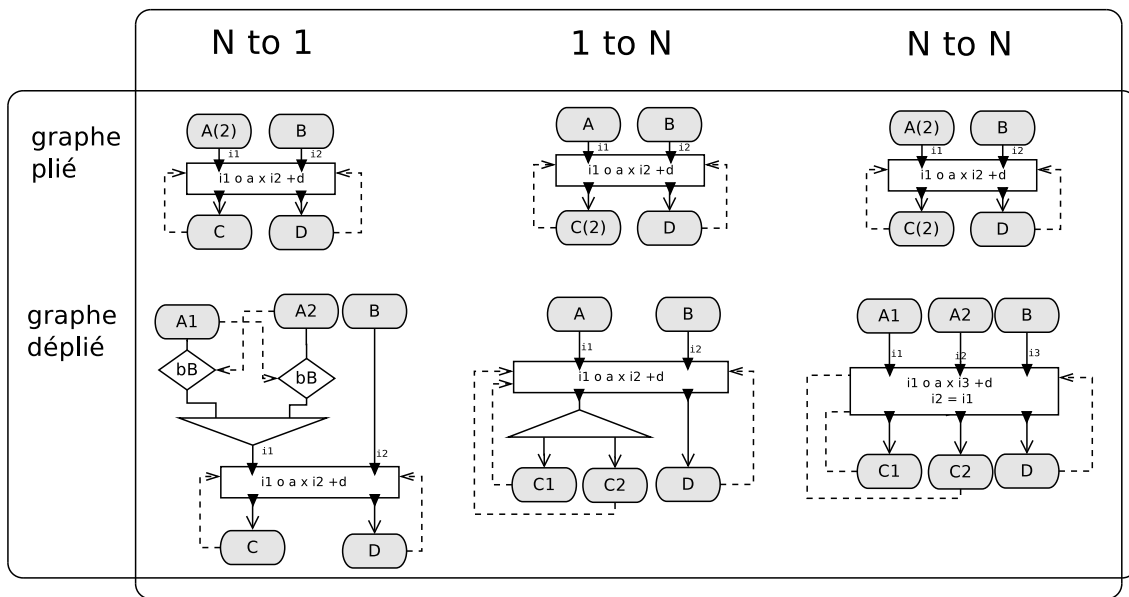 N to 1
1 to N
N to N
graphe
plié
A(2)
B
i1
i2
i1 o a x i2 +d
C
D
A
B
i1
i2
i1 o a x i2 +d
C(2)
D
A(2)
B
i1
i2
i1 o a x i2 +d
C(2)
D
graphe
déplié
A1
A2
B
bB
bB
i1
i2
i1 o a x i2 +d
C
D
A
B
i1
i2
i1 o a x i2 +d
C1
C2
D
A1
A2
B
i1
i2
i3
i1 o a x i3 +d
i2 = i1
C1
C2
D